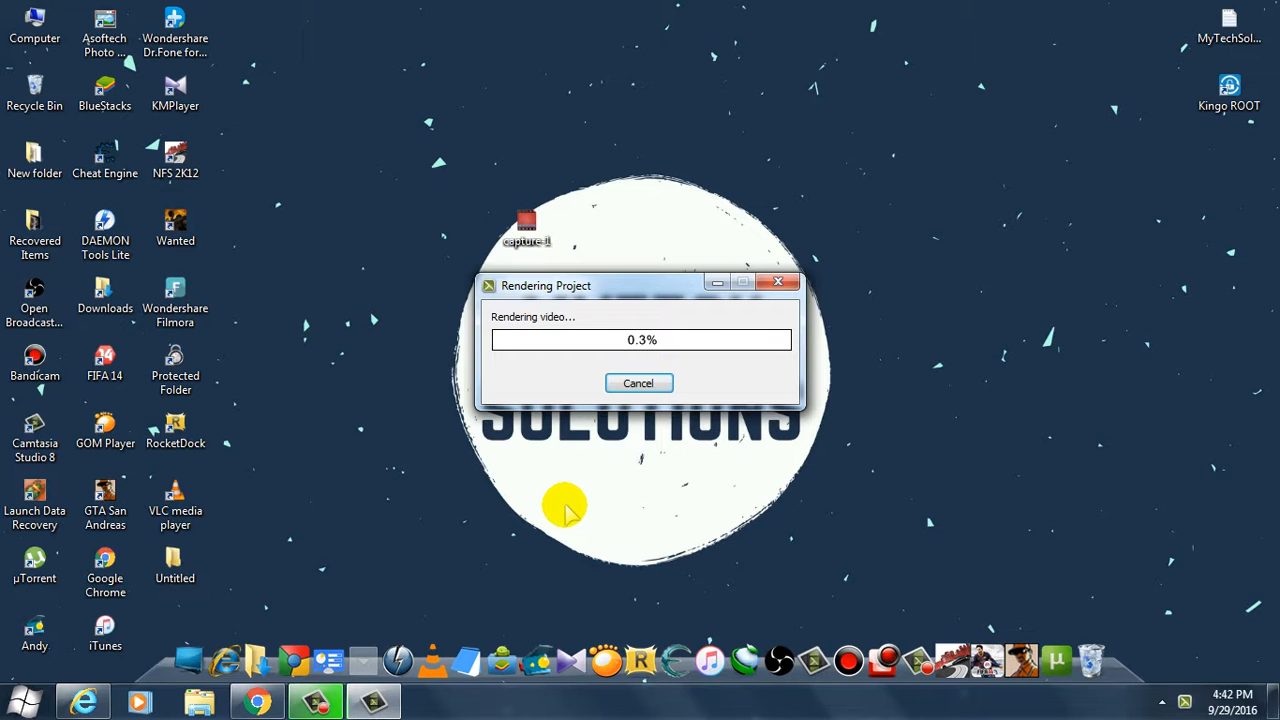 Computer
Asoftech
Photo ...
Wondershare
Dr.Fone for...
MyTechSol...
Recycle Bin
BlueStacks
KMPlayer
Kingo ROOT
New folder
Cheat Engine
NFS 2K12
Recovered
Items
DAEMON
Tools Lite
Wanted
capture-1
Open
Broadcast...
Downloads
Wondershare
Filmora
Rendering Project
Rendering video...
0.3%
Cancel
Bandicam
FIFA 14
Protected
Folder
Camtasia
Studio 8
GOM Player
RocketDock
SOLUTIONS
Launch Data
Recovery
GTA San
Andreas
VLC media
player
µTorrent
Google
Chrome
Untitled
Andy
iTunes
4:42 PM
9/29/2016